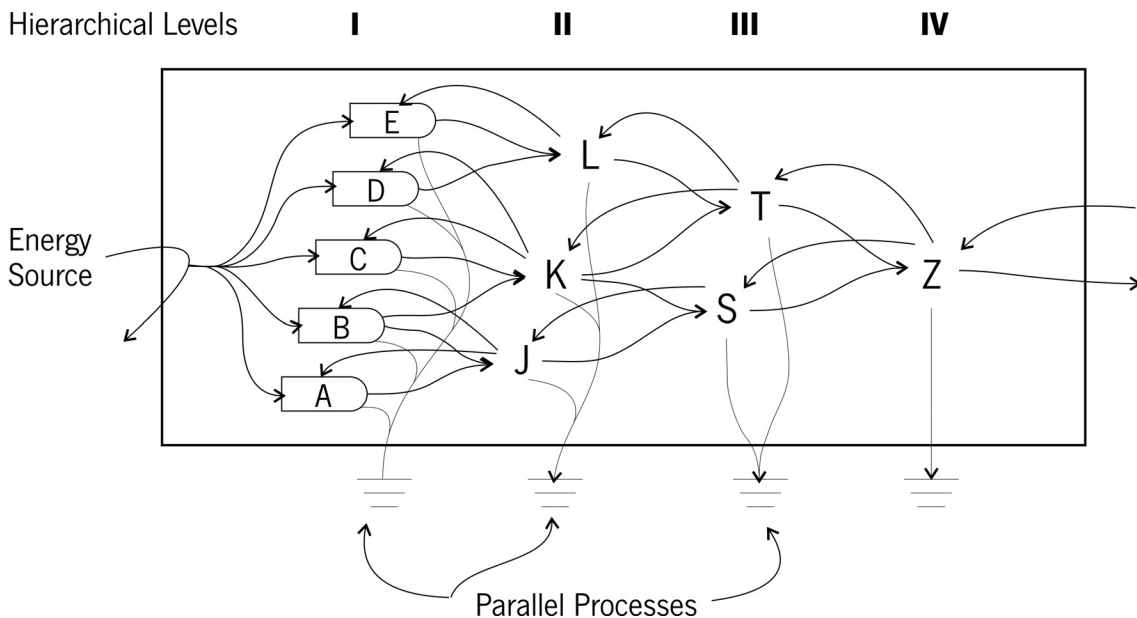 Hierarchical Levels I II III IV
E
L
D
T
Energy
Source
C
K
Z
S
B
J
A
Parallel Processes